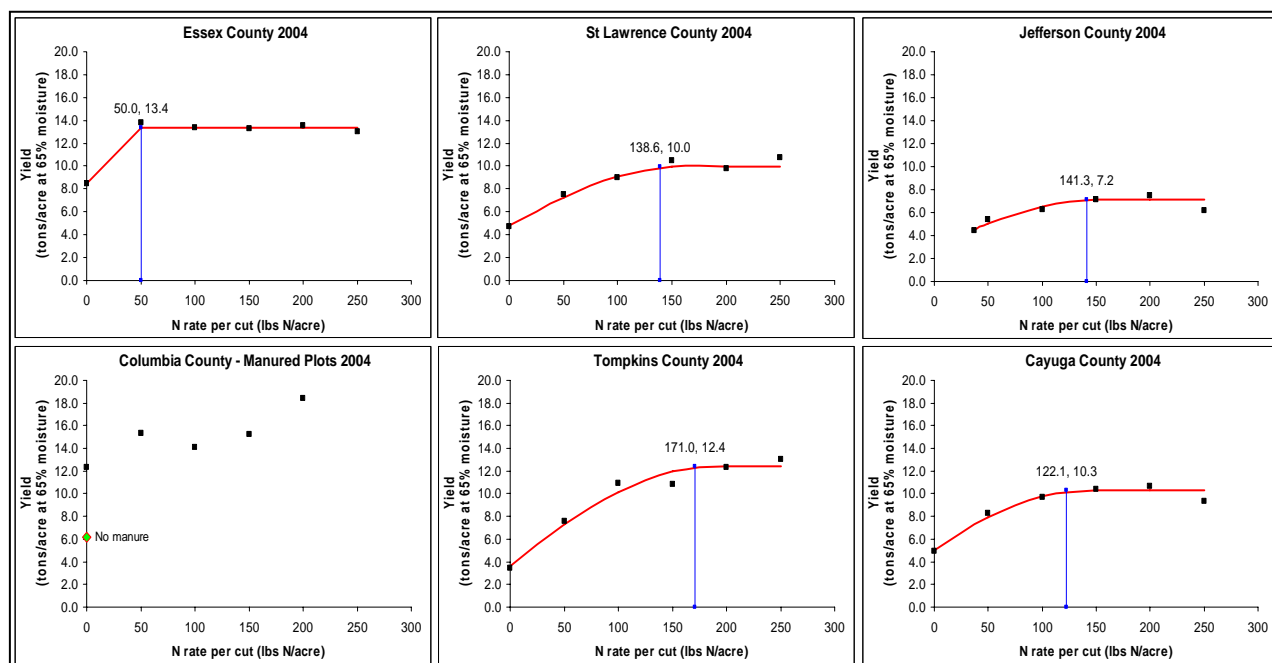 Essex County 2004
Yield
(tons/acre at 65% moisture)
20.0
18.0
16.0
14.0
12.0
10.0
8.0
6.0
4.0
2.0
0.0
50.0, 13.4
0 50 100 150 200 250 300
N rate per cut (lbs N/acre)
St Lawrence County 2004
Yield
(tons/acre at 65% moisture)
20.0
18.0
16.0
14.0
12.0
10.0
8.0
6.0
4.0
2.0
0.0
138.6, 10.0
0 50 100 150 200 250 300
N rate per cut (lbs N/acre)
Jefferson County 2004
Yield
(tons/acre at 65% moisture)
20.0
18.0
16.0
14.0
12.0
10.0
8.0
6.0
4.0
2.0
0.0
141.3, 7.2
0 50 100 150 200 250 300
N rate per cut (lbs N/acre)
Columbia County - Manured Plots 2004
Yield
(tons/acre at 65% moisture)
20.0
18.0
16.0
14.0
12.0
10.0
8.0
6.0
4.0
2.0
0.0
No manure
0 50 100 150 200 250 300
N rate per cut (lbs N/acre)
Tompkins County 2004
Yield
(tons/acre at 65% moisture)
20.0
18.0
16.0
14.0
12.0
10.0
8.0
6.0
4.0
2.0
0.0
171.0, 12.4
0 50 100 150 200 250 300
N rate per cut (lbs N/acre)
Cayuga County 2004
Yield
(tons/acre at 65% moisture)
20.0
18.0
16.0
14.0
12.0
10.0
8.0
6.0
4.0
2.0
0.0
122.1, 10.3
0 50 100 150 200 250 300
N rate per cut (lbs N/acre)